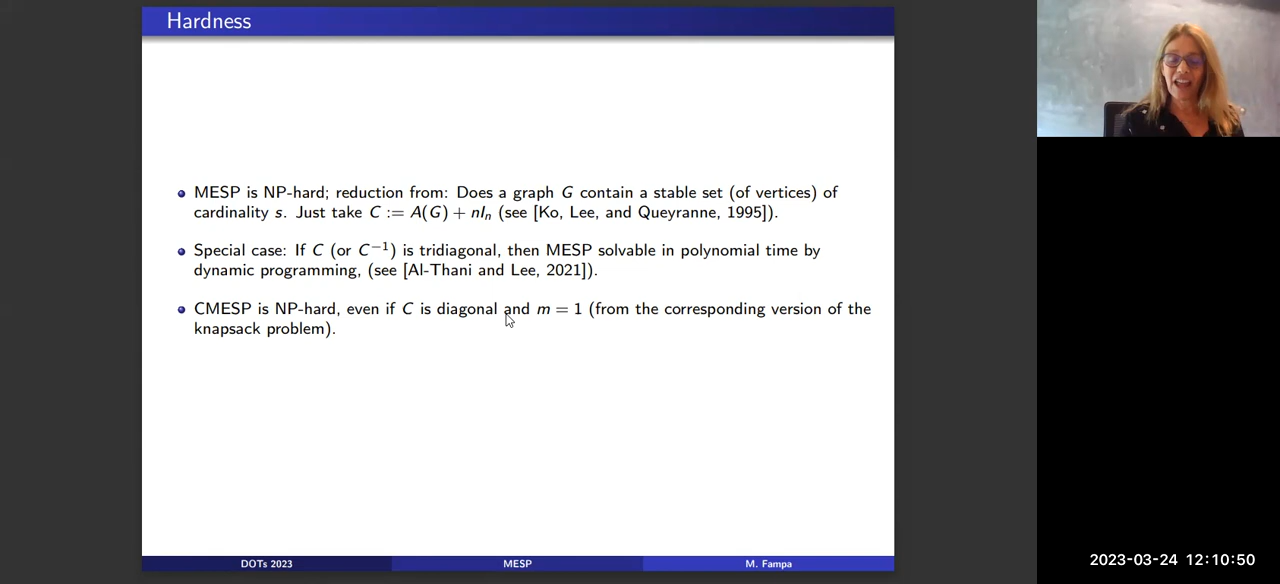 Hardness
MESP is NP-hard; reduction from: Does a graph G contain a stable set (of vertices) of
cardinality s. Just take C := A(G) + nIₙ (see [Ko, Lee, and Queyranne, 1995]).
Special case: If C (or C⁻¹) is tridiagonal, then MESP solvable in polynomial time by
dynamic programming, (see [Al-Thani and Lee, 2021]).
CMESP is NP-hard, even if C is diagonal and m = 1 (from the corresponding version of the
knapsack problem).
DOTs 2023
MESP
M. Fampa
2023-03-24 12:10:50